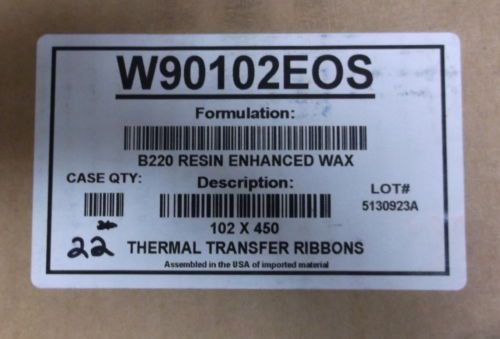 W90102EOS
Formulation:
B220 RESIN ENHANCED WAX
CASE QTY:
Description:
LOT#
5130923A
102 X 450
22
THERMAL TRANSFER RIBBONS
Assembled in the USA of imported material